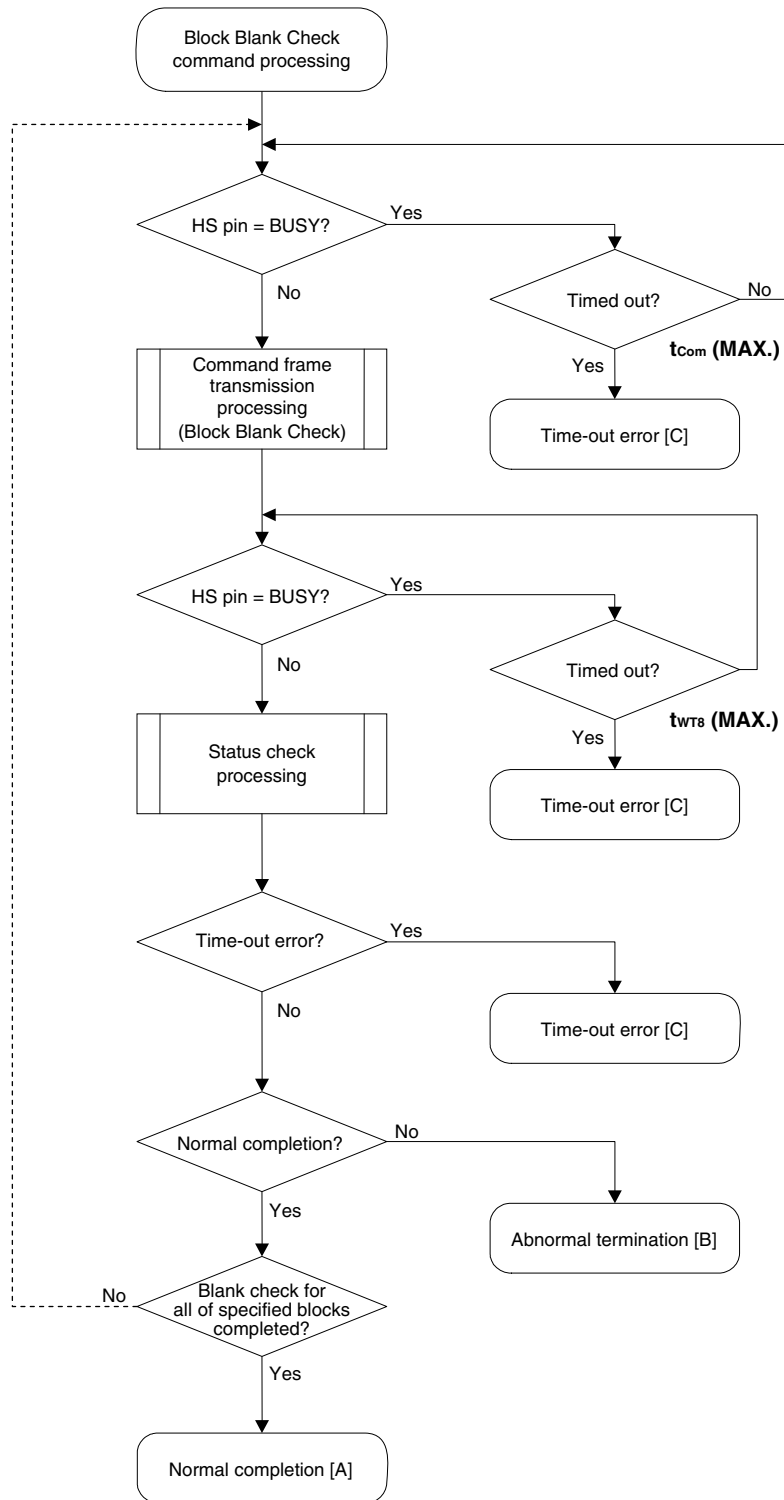 Block Blank Check
command processing
HS pin = BUSY?
Yes
No
Timed out?
No
tCom (MAX.)
Yes
Time-out error [C]
Command frame
transmission
processing
(Block Blank Check)
HS pin = BUSY?
Yes
No
Timed out?
tWT8 (MAX.)
Yes
Time-out error [C]
Status check
processing
Time-out error?
Yes
No
Time-out error [C]
Normal completion?
No
Yes
Abnormal termination [B]
Blank check for
all of specified blocks
completed?
No
Yes
Normal completion [A]